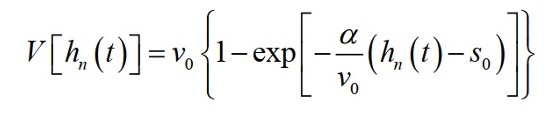 V[hₙ(t)] = v₀{1−exp[−α/v₀(hₙ(t)−s₀)]}